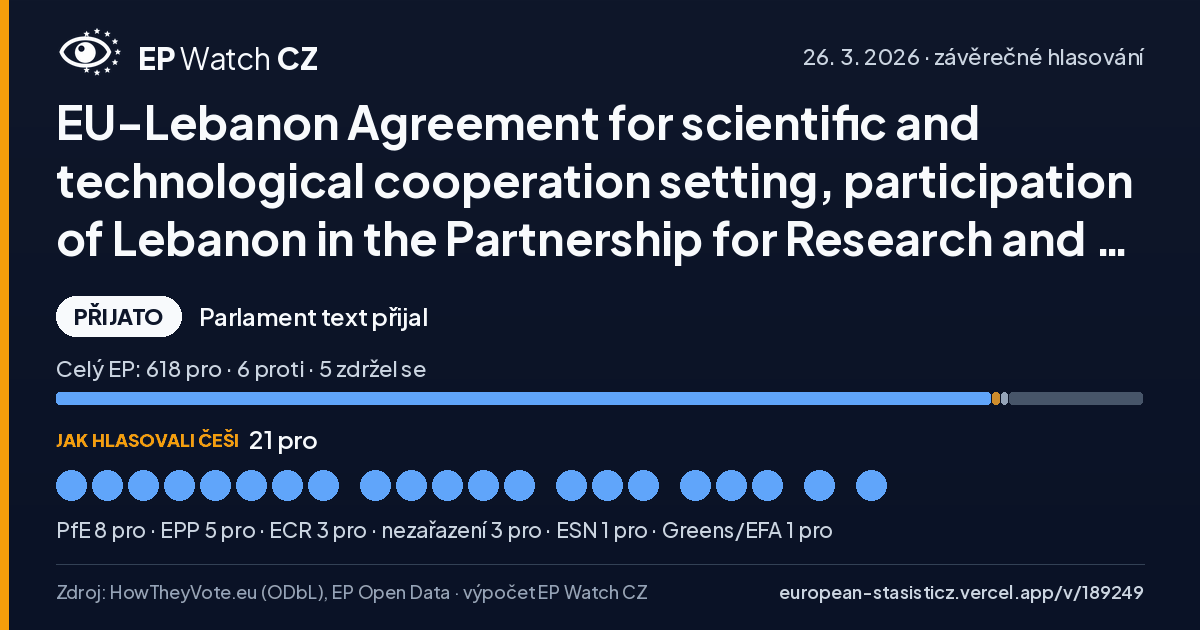 EP Watch CZ
26. 3. 2026 · závěrečné hlasování
EU–Lebanon Agreement for scientific and
technological cooperation setting, participation
of Lebanon in the Partnership for Research and …
PŘIJATO Parlament text přijal
Celý EP: 618 pro · 6 proti · 5 zdržel se
JAK HLASOVALI ČEŠI 21 pro
PfE 8 pro · EPP 5 pro · ECR 3 pro · nezařazení 3 pro · ESN 1 pro · Greens/EFA 1 pro
Zdroj: HowTheyVote.eu (ODbL), EP Open Data · výpočet EP Watch CZ
european-stasisticz.vercel.app/v/189249